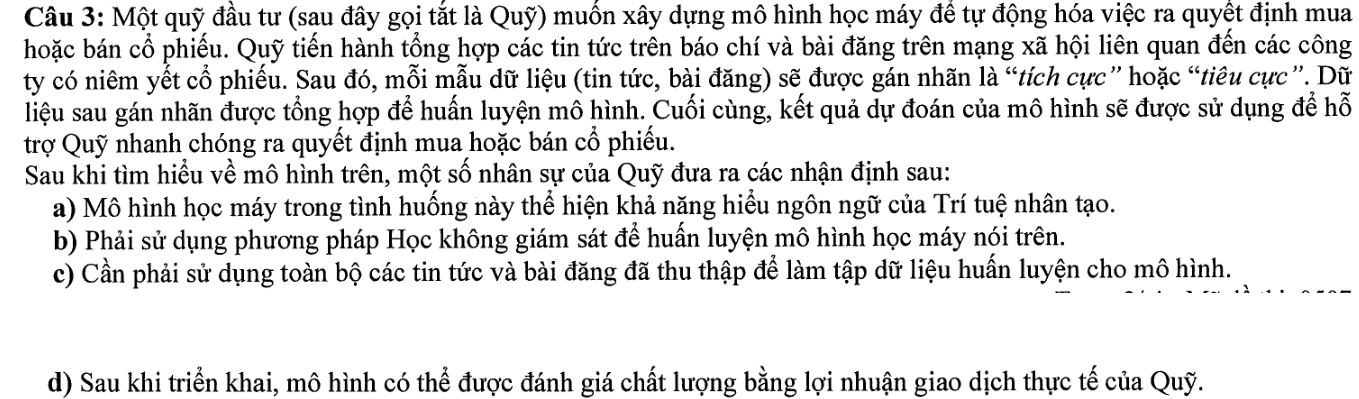 Câu 3: Một quỹ đầu tư (sau đây gọi tắt là Quỹ) muốn xây dựng mô hình học máy để tự động hóa việc ra quyết định mua
hoặc bán cổ phiếu. Quỹ tiến hành tổng hợp các tin tức trên báo chí và bài đăng trên mạng xã hội liên quan đến các công
ty có niêm yết cổ phiếu. Sau đó, mỗi mẫu dữ liệu (tin tức, bài đăng) sẽ được gán nhãn là “tích cực” hoặc “tiêu cực”. Dữ
liệu sau gán nhãn được tổng hợp để huấn luyện mô hình. Cuối cùng, kết quả dự đoán của mô hình sẽ được sử dụng để hỗ
trợ Quỹ nhanh chóng ra quyết định mua hoặc bán cổ phiếu.
Sau khi tìm hiểu về mô hình trên, một số nhân sự của Quỹ đưa ra các nhận định sau:
a) Mô hình học máy trong tình huống này thể hiện khả năng hiểu ngôn ngữ của Trí tuệ nhân tạo.
b) Phải sử dụng phương pháp Học không giám sát để huấn luyện mô hình học máy nói trên.
c) Cần phải sử dụng toàn bộ các tin tức và bài đăng đã thu thập để làm tập dữ liệu huấn luyện cho mô hình.
d) Sau khi triển khai, mô hình có thể được đánh giá chất lượng bằng lợi nhuận giao dịch thực tế của Quỹ.